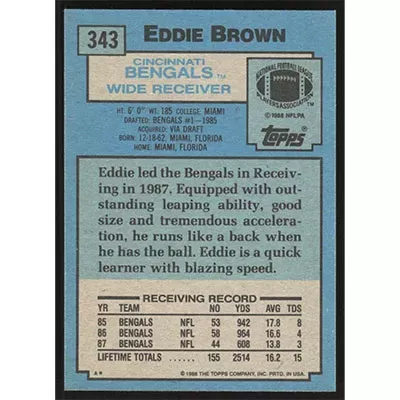 343
EDDIE BROWN
CINCINNATI
BENGALS™
WIDE RECEIVER
NATIONAL FOOTBALL LEAGUE
PLAYERS ASSOCIATION
©1988 NFLPA
TOPPS
HT: 6' 0" WT: 185 COLLEGE: MIAMI
DRAFTED: BENGALS #1—1985
ACQUIRED: VIA DRAFT
BORN: 12-18-62, MIAMI, FLORIDA
HOME: MIAMI, FLORIDA
Eddie led the Bengals in Receiv-
ing in 1987. Equipped with out-
standing leaping ability, good
size and tremendous accelera-
tion, he runs like a back when
he has the ball. Eddie is a quick
learner with blazing speed.
RECEIVING RECORD
YR TEAM NO YDS AVG TDS
85 BENGALS NFL 53 942 17.8 8
86 BENGALS NFL 58 964 16.6 4
87 BENGALS NFL 44 608 13.8 3
LIFETIME TOTALS ...... 155 2514 16.2 15
A* ©1988 THE TOPPS COMPANY, INC. PRTD. IN U.S.A.